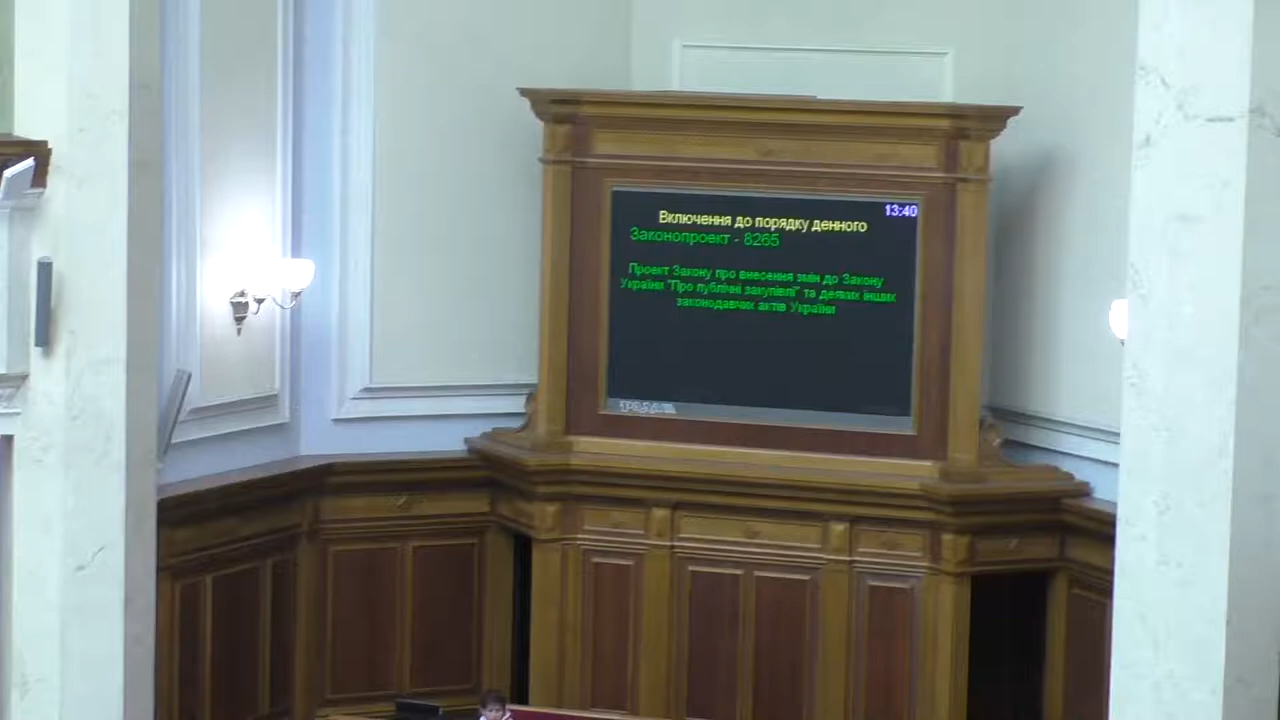 13:40
Включення до порядку денного
Законопроект - 8265
Проект Закону про внесення змін до Закону
України "Про публічні закупівлі" та деяких інших
законодавчих актів України